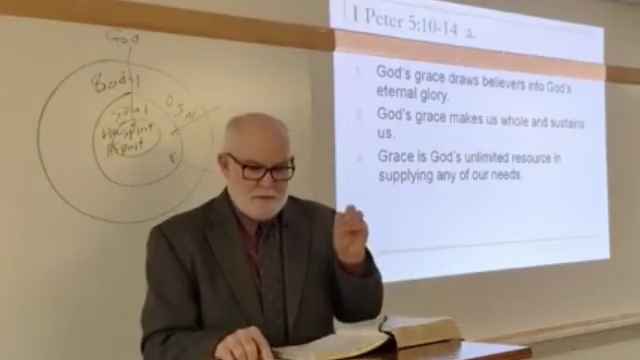 God
Body
Soul
Spirit
1 Peter 5:10-14 a.
1. God's grace draws believers into God's
eternal glory.
2. God's grace makes us whole and sustains
us.
3. Grace is God's unlimited resource in
supplying any of our needs.